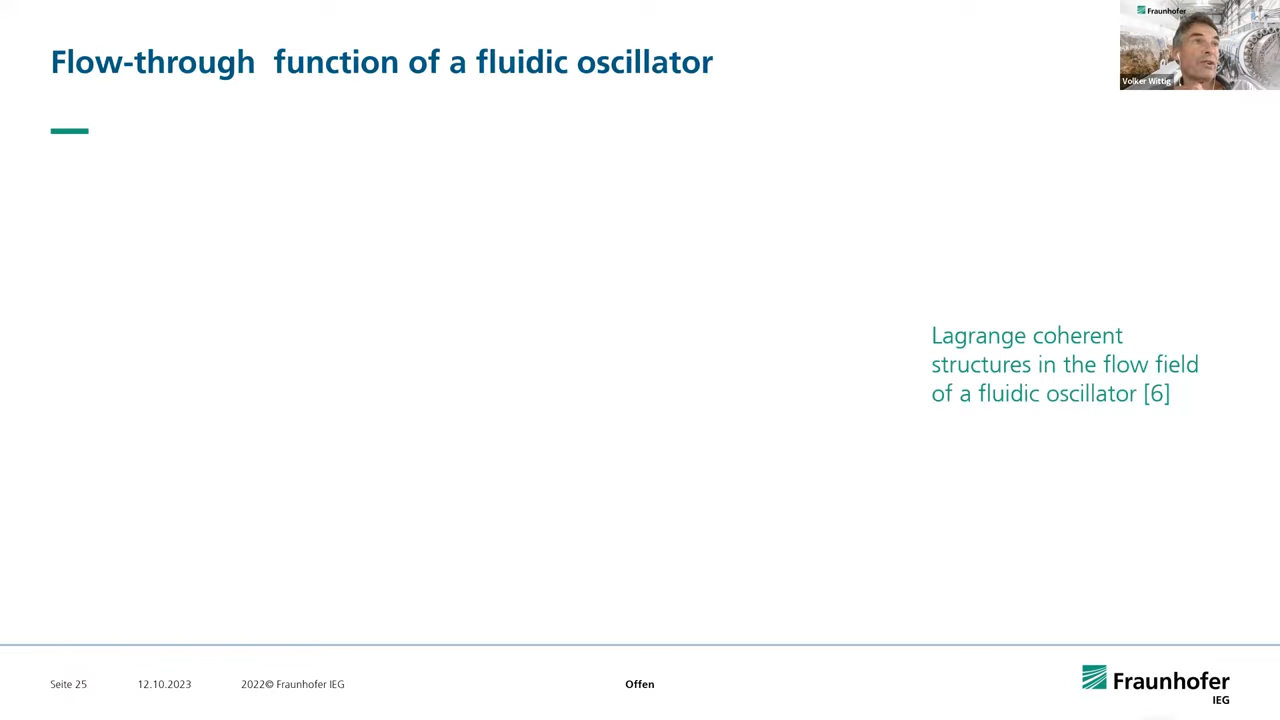 Flow-through function of a fluidic oscillator
Fraunhofer
Volker Wittig
Lagrange coherent
structures in the flow field
of a fluidic oscillator [6]
Seite 25
12.10.2023
2022© Fraunhofer IEG
Offen
Fraunhofer
IEG